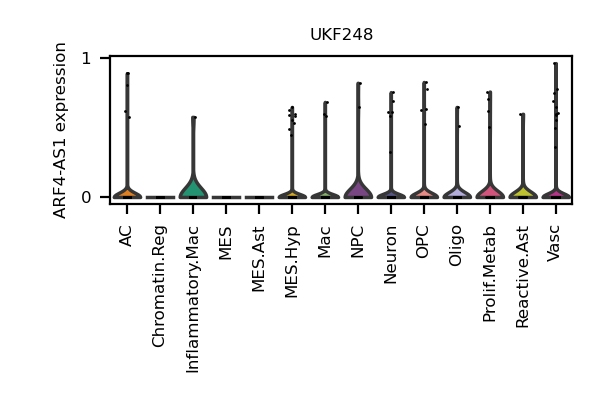 UKF248
ARF4-AS1 expression
1
0
AC
Chromatin.Reg
Inflammatory.Mac
MES
MES.Ast
MES.Hyp
Mac
NPC
Neuron
OPC
Oligo
Prolif.Metab
Reactive.Ast
Vasc